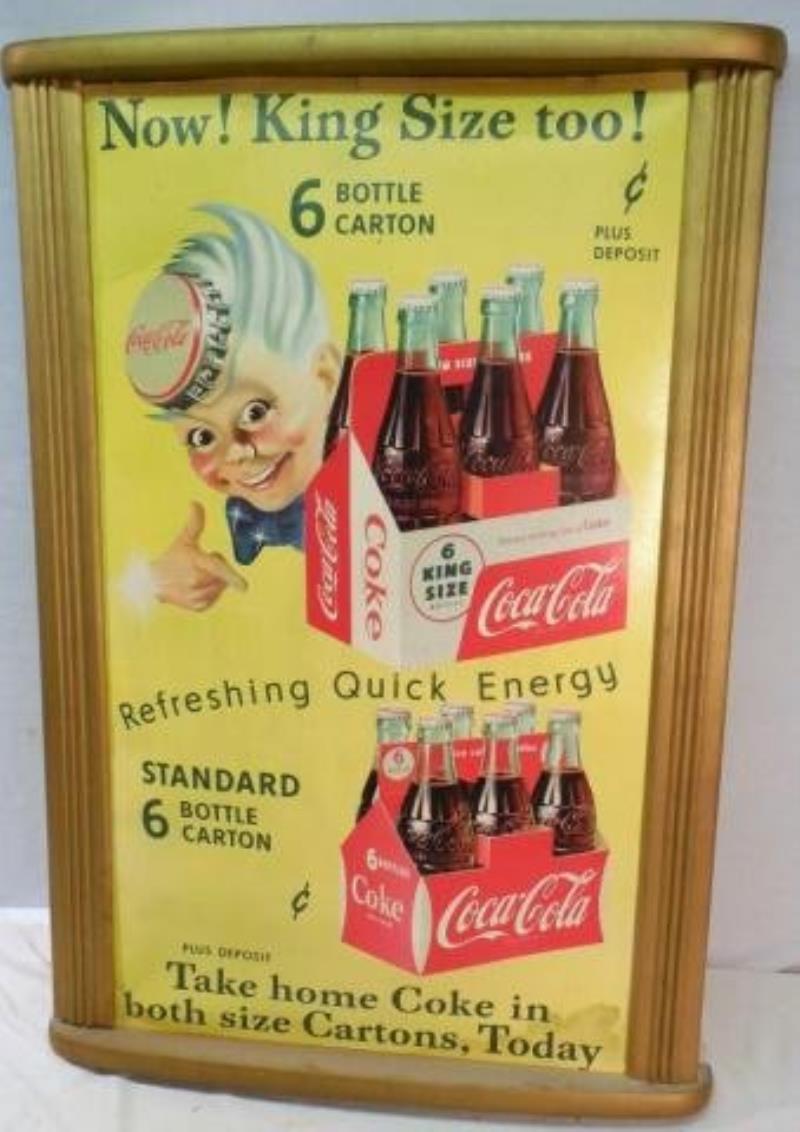 Now! King Size too!
6 BOTTLE
CARTON
¢
PLUS
DEPOSIT
Coca-Cola
Coca-Cola
Coke
6
KING
SIZE
Coca-Cola
Refreshing Quick Energy
STANDARD
6 BOTTLE
CARTON
¢
PLUS DEPOSIT
6
6
Coke
Coca-Cola
Take home Coke in
both size Cartons, Today